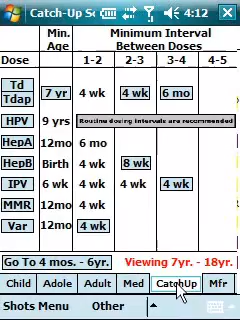 Catch-Up Sc 4:12
Min. Minimum Interval
Age Between Doses
Dose 1-2 2-3 3-4 4-5
Td
Tdap 7 yr 4 wk 4 wk 6 mo
HPV 9 yrs Routine dosing intervals are recommended
HepA 12mo 6 mo
HepB Birth 4 wk 8 wk
IPV 6 wk 4 wk 4 wk 4 wk
MMR 12mo 4 wk
Var 12mo 4 wk
Go To 4 mos. - 6yr. Viewing 7yr. - 18yr.
Child Adole Adult Med CatchUp Mfr
Shots Menu Other